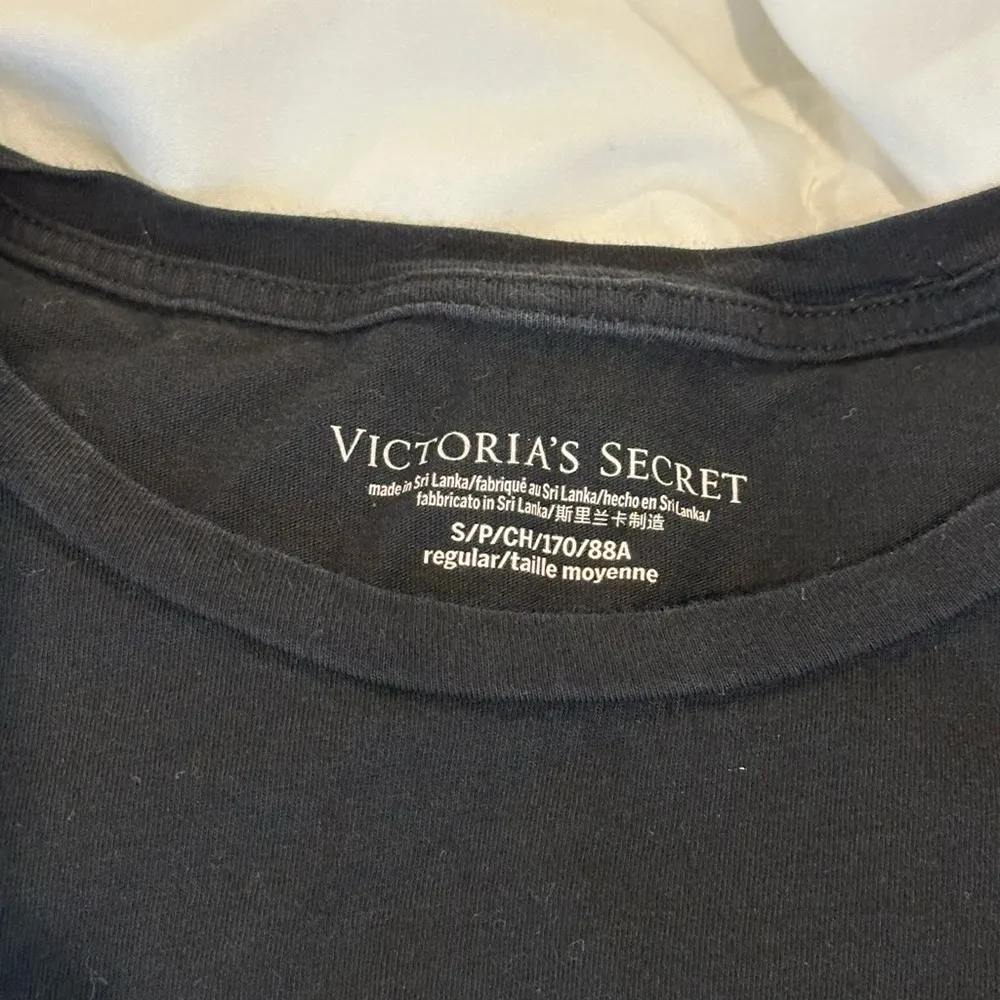 VICTORIA'S SECRET
made in Sri Lanka/fabriqué au Sri Lanka/hecho en Sri Lanka/
fabbricato in Sri Lanka/斯里兰卡制造
S/P/CH/170/88A
regular/taille moyenne